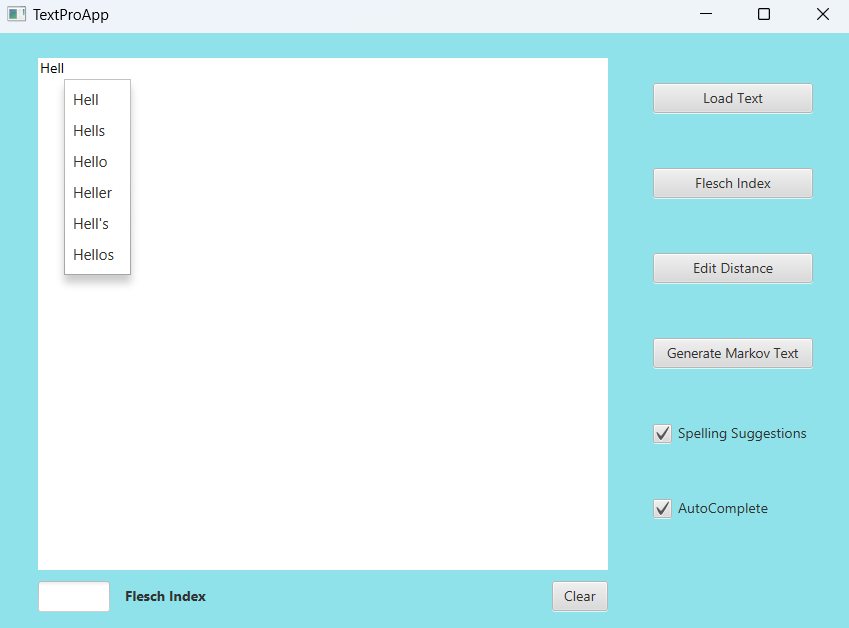 TextProApp
Hell
Hell
Hells
Hello
Heller
Hell's
Hellos
Load Text
Flesch Index
Edit Distance
Generate Markov Text
Spelling Suggestions
AutoComplete
Flesch Index
Clear